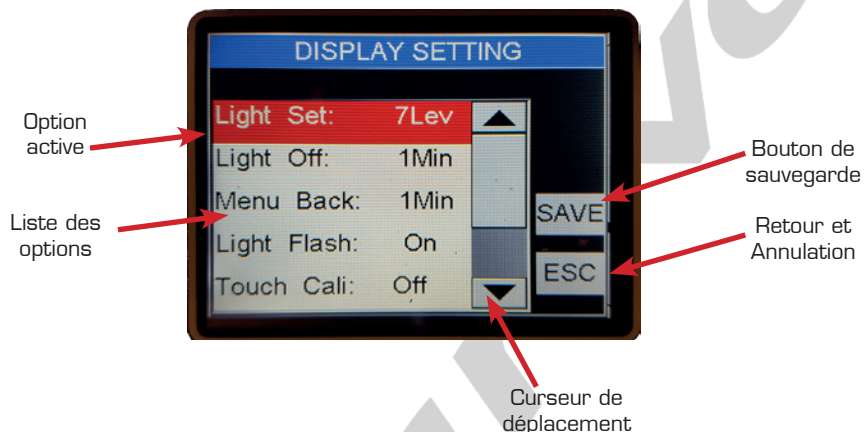 DISPLAY SETTING
Option
active
Light Set: 7Lev
Light Off: 1Min
Menu Back: 1Min
Light Flash: On
Touch Cali: Off
Liste des
options
SAVE
ESC
Bouton de
sauvegarde
Retour et
Annulation
Curseur de
déplacement